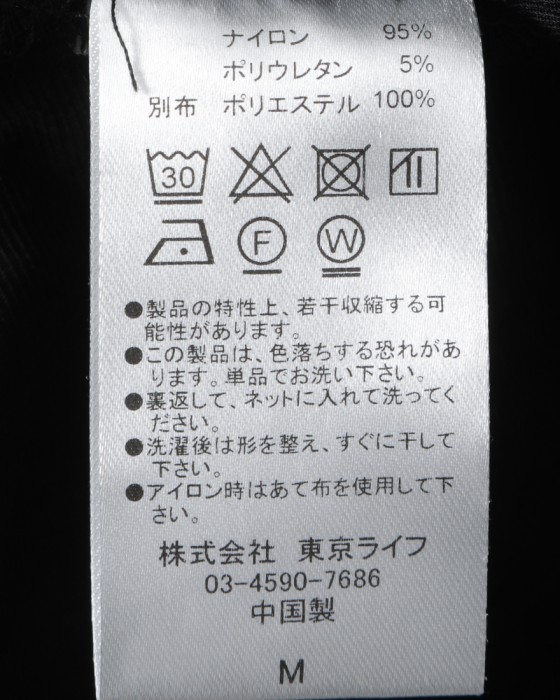 ナイロン 95%
ポリウレタン 5%
別布 ポリエステル 100%
30
F W
●製品の特性上、若干収縮する可
能性があります。
●この製品は、色落ちする恐れがあ
ります。単品でお洗い下さい。
●裏返して、ネットに入れて洗ってく
ださい。
●洗濯後は形を整え、すぐに干して
下さい。
●アイロン時はあて布を使用して下
さい。
株式会社 東京ライフ
03-4590-7686
中国製
M